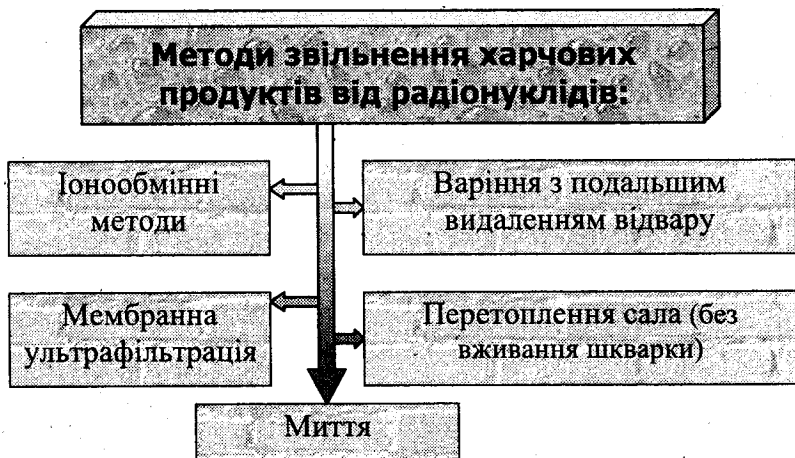 Методи звільнення харчових
продуктів від радіонуклідів:
Іонообмінні
методи
Варіння з подальшим
видаленням відвару
Мембранна
ультрафільтрація
Перетоплення сала (без
вживання шкварки)
Миття